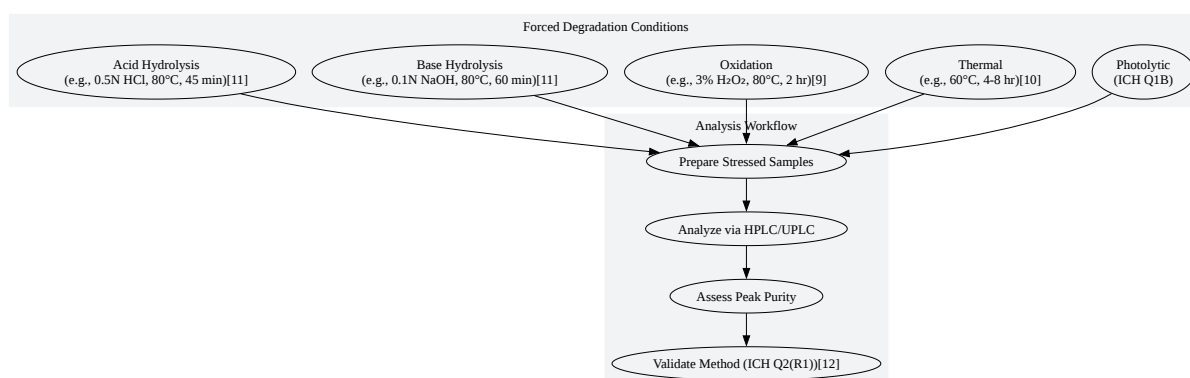 Forced Degradation Conditions
Acid Hydrolysis
(e.g., 0.5N HCl, 80°C, 45 min)[11]
Base Hydrolysis
(e.g., 0.1N NaOH, 80°C, 60 min)[11]
Oxidation
(e.g., 3% H₂O₂, 80°C, 2 hr)[9]
Thermal
(e.g., 60°C, 4-8 hr)[10]
Photolytic
(ICH Q1B)
Analysis Workflow
Prepare Stressed Samples
Analyze via HPLC/UPLC
Assess Peak Purity
Validate Method (ICH Q2(R1))[12]